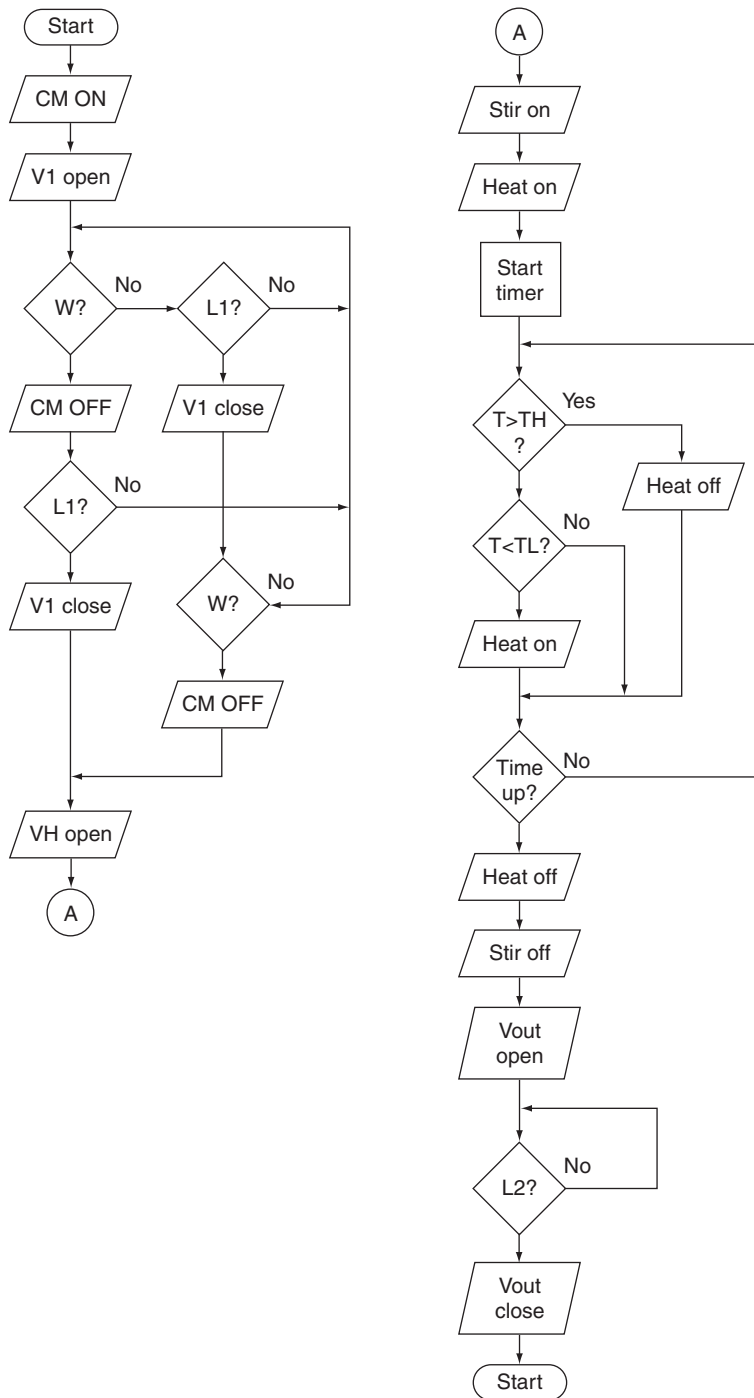 Start
CM ON
V1 open
W?
No
L1?
No
CM OFF
V1 close
L1?
No
V1 close
W?
No
CM OFF
VH open
A
A
Stir on
Heat on
Start
timer
T>TH
?
Yes
Heat off
T<TL?
No
Heat on
Time
up?
No
Heat off
Stir off
Vout
open
L2?
No
Vout
close
Start